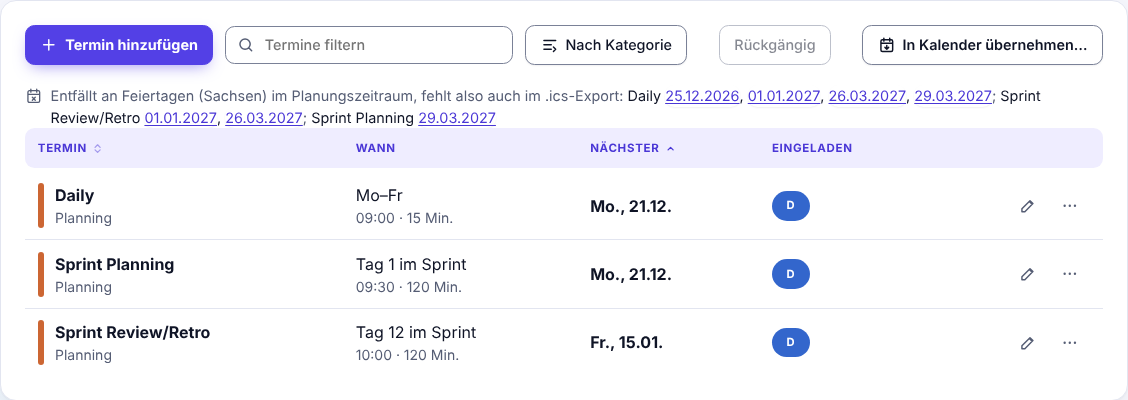 Termin hinzufügen
Termine filtern
Nach Kategorie
Rückgängig
In Kalender übernehmen...
Entfällt an Feiertagen (Sachsen) im Planungszeitraum, fehlt also auch im .ics-Export: Daily 25.12.2026, 01.01.2027, 26.03.2027, 29.03.2027; Sprint
Review/Retro 01.01.2027, 26.03.2027; Sprint Planning 29.03.2027
TERMIN WANN NÄCHSTER EINGELADEN
Daily Mo–Fr Mo., 21.12. D
Planning 09:00 · 15 Min.
Sprint Planning Tag 1 im Sprint Mo., 21.12. D
Planning 09:30 · 120 Min.
Sprint Review/Retro Tag 12 im Sprint Fr., 15.01. D
Planning 10:00 · 120 Min.